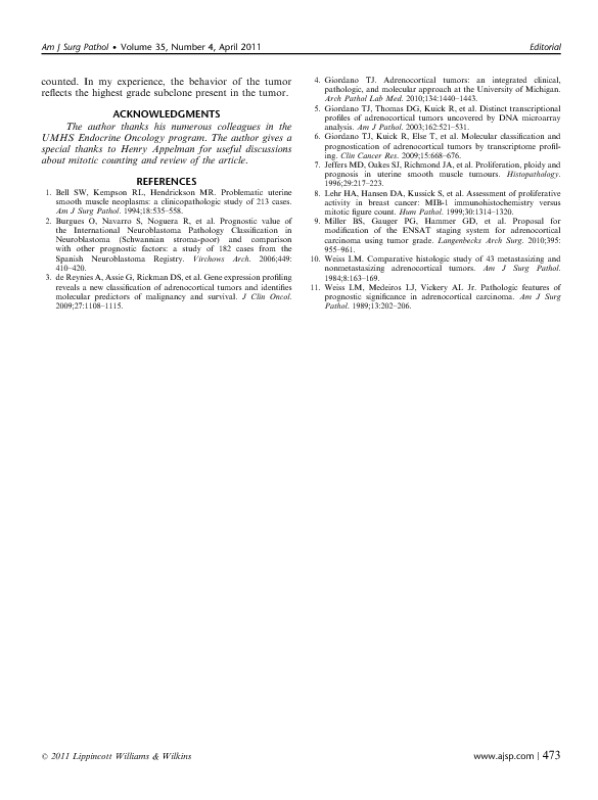 Am J Surg Pathol • Volume 35, Number 4, April 2011
Editorial
counted. In my experience, the behavior of the tumor
reflects the highest grade subclone present in the tumor.
ACKNOWLEDGMENTS
The author thanks his numerous colleagues in the
UMHS Endocrine Oncology program. The author gives a
special thanks to Henry Appelman for useful discussions
about mitotic counting and review of the article.
REFERENCES
1. Bell SW, Kempson RL, Hendrickson MR. Problematic uterine
smooth muscle neoplasms: a clinicopathologic study of 213 cases.
Am J Surg Pathol. 1994;18:535–558.
2. Burgues O, Navarro S, Noguera R, et al. Prognostic value of
the International Neuroblastoma Pathology Classification in
Neuroblastoma (Schwannian stroma-poor) and comparison
with other prognostic factors: a study of 182 cases from the
Spanish Neuroblastoma Registry. Virchows Arch. 2006;449:
410–420.
3. de Reynies A, Assie G, Rickman DS, et al. Gene expression profiling
reveals a new classification of adrenocortical tumors and identifies
molecular predictors of malignancy and survival. J Clin Oncol.
2009;27:1108–1115.
4. Giordano TJ. Adrenocortical tumors: an integrated clinical,
pathologic, and molecular approach at the University of Michigan.
Arch Pathol Lab Med. 2010;134:1440–1443.
5. Giordano TJ, Thomas DG, Kuick R, et al. Distinct transcriptional
profiles of adrenocortical tumors uncovered by DNA microarray
analysis. Am J Pathol. 2003;162:521–531.
6. Giordano TJ, Kuick R, Else T, et al. Molecular classification and
prognostication of adrenocortical tumors by transcriptome profil-
ing. Clin Cancer Res. 2009;15:668–676.
7. Jeffers MD, Oakes SJ, Richmond JA, et al. Proliferation, ploidy and
prognosis in uterine smooth muscle tumours. Histopathology.
1996;29:217–223.
8. Lehr HA, Hansen DA, Kussick S, et al. Assessment of proliferative
activity in breast cancer: MIB-1 immunohistochemistry versus
mitotic figure count. Hum Pathol. 1999;30:1314–1320.
9. Miller BS, Gauger PG, Hammer GD, et al. Proposal for
modification of the ENSAT staging system for adrenocortical
carcinoma using tumor grade. Langenbecks Arch Surg. 2010;395:
955–961.
10. Weiss LM. Comparative histologic study of 43 metastasizing and
nonmetastasizing adrenocortical tumors. Am J Surg Pathol.
1984;8:163–169.
11. Weiss LM, Medeiros LJ, Vickery AL Jr. Pathologic features of
prognostic significance in adrenocortical carcinoma. Am J Surg
Pathol. 1989;13:202–206.
© 2011 Lippincott Williams & Wilkins
www.ajsp.com | 473